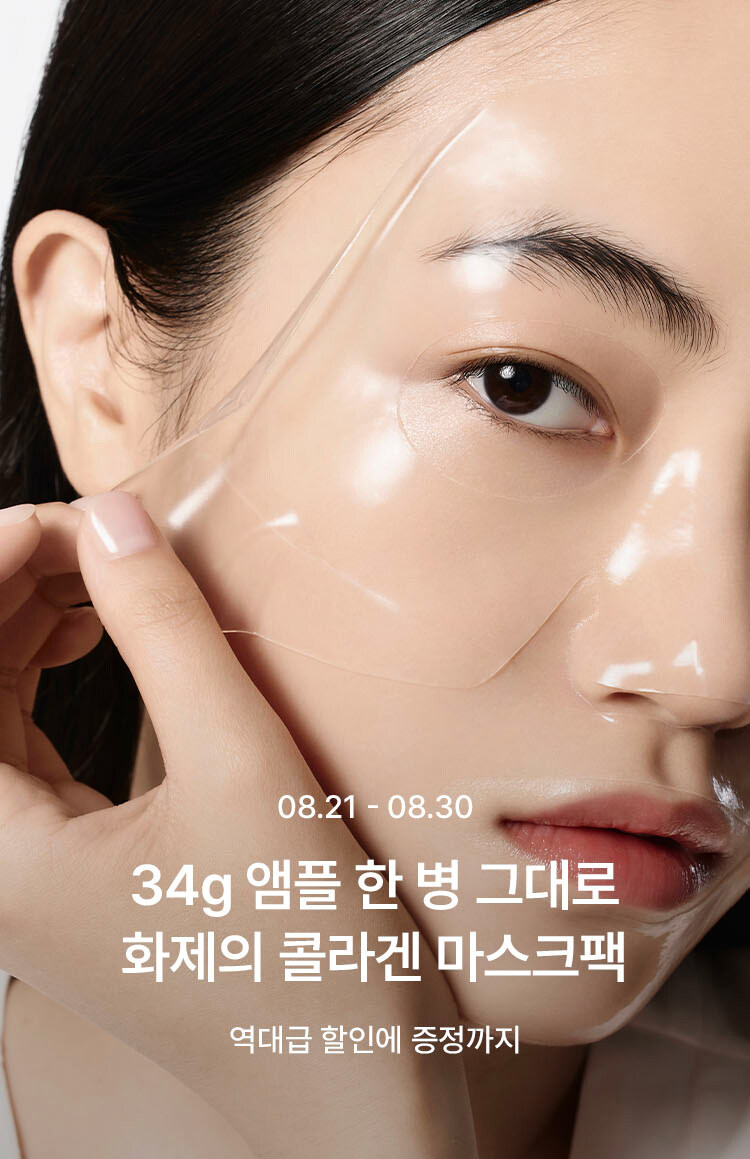 08.21 - 08.30
34g 앰플 한 병 그대로
화제의 콜라겐 마스크팩
역대급 할인에 증정까지